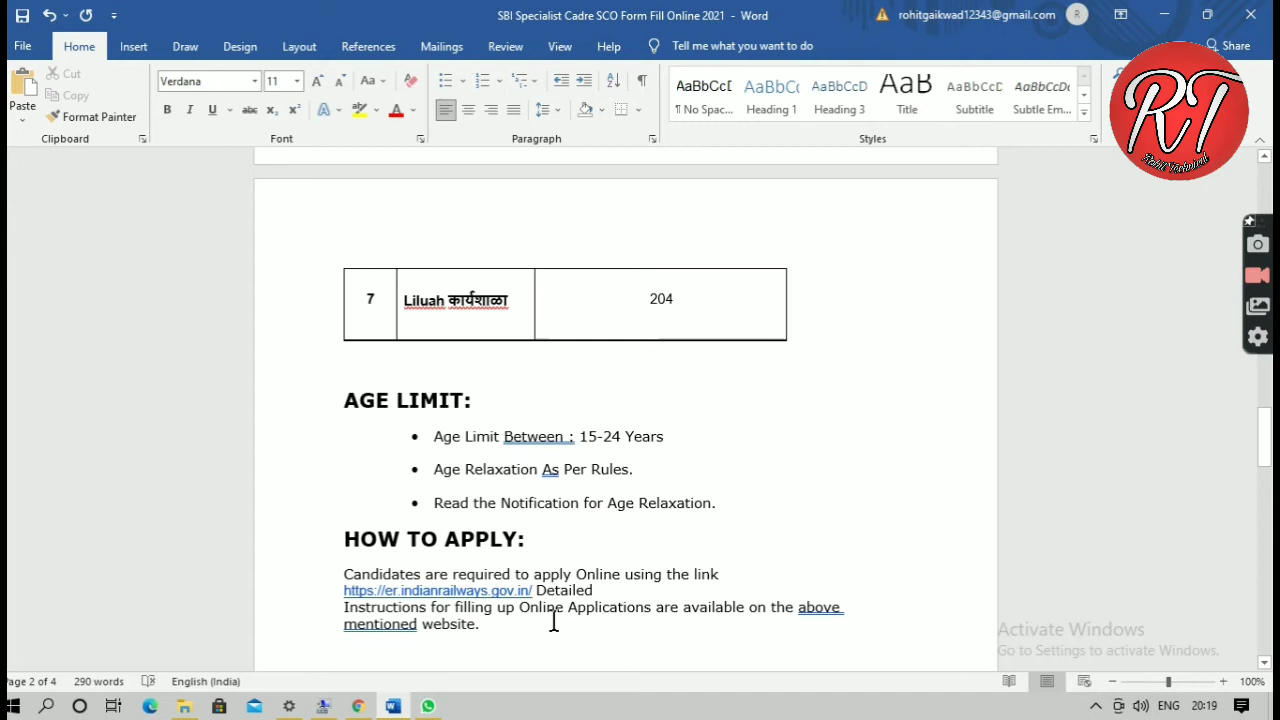 SBI Specialist Cadre SCO Form Fill Online 2021 - Word
rohitgaikwad12343@gmail.com
R
File Home Insert Draw Design Layout References Mailings Review View Help Tell me what you want to do Share
Paste
Cut
Copy
Format Painter
Verdana 11
AaBbCcI AaBbCc AaBbCcD AaB AaBbCcD AaBbCcDc
¶ No Spac... Heading 1 Heading 3 Title Subtitle Subtle Em...
Clipboard Font Paragraph Styles
RT
Rohit Technical
7 Liluah कार्यशाळा 204
AGE LIMIT:
• Age Limit Between : 15-24 Years
• Age Relaxation As Per Rules.
• Read the Notification for Age Relaxation.
HOW TO APPLY:
Candidates are required to apply Online using the link
https://er.indianrailways.gov.in/ Detailed
Instructions for filling up Online Applications are available on the above
mentioned website.
Activate Windows
Go to Settings to activate Windows.
Page 2 of 4 290 words English (India) 100%
ENG 20:19